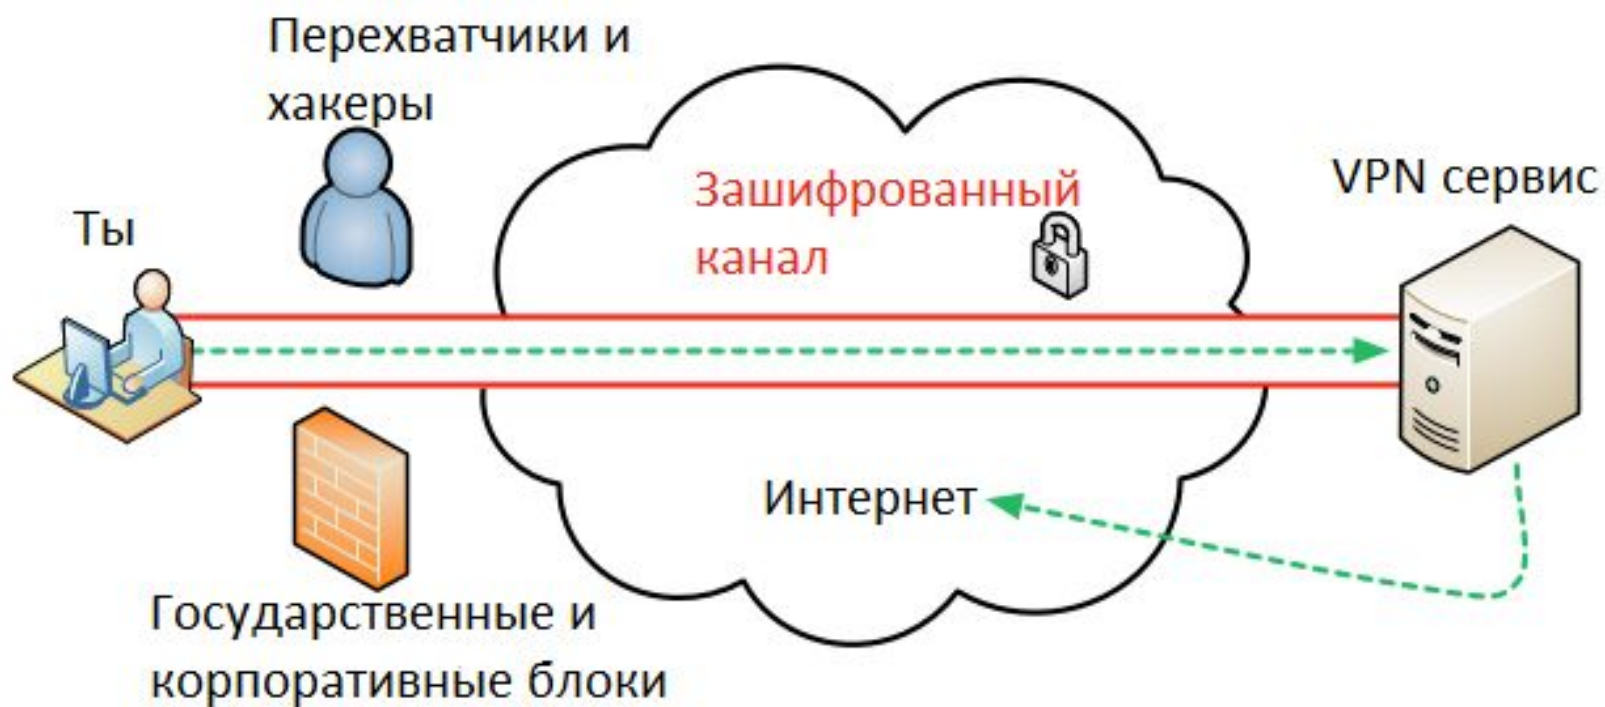 Перехватчики и
хакеры
Ты
Зашифрованный
канал
VPN сервис
Интернет
Государственные и
корпоративные блоки